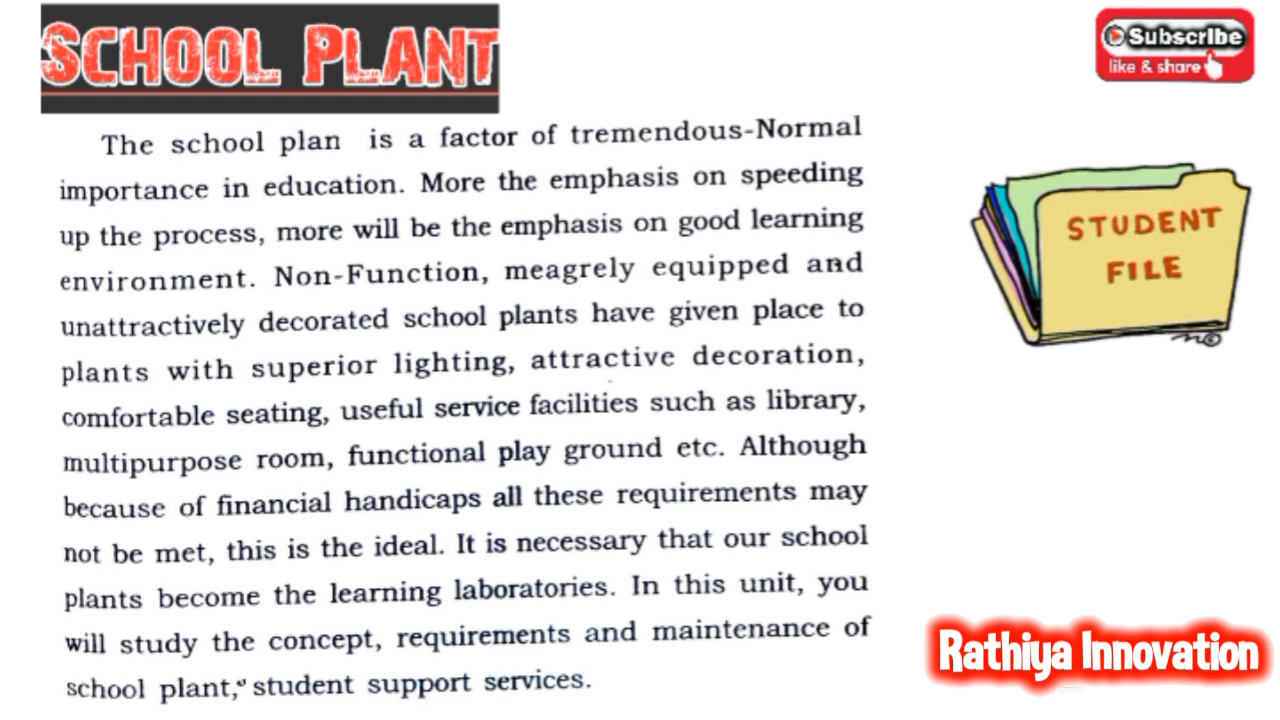 SCHOOL PLANT
Subscribe
like & share
The school plan is a factor of tremendous-Normal
importance in education. More the emphasis on speeding
up the process, more will be the emphasis on good learning
environment. Non-Function, meagrely equipped and
unattractively decorated school plants have given place to
plants with superior lighting, attractive decoration,
comfortable seating, useful service facilities such as library,
multipurpose room, functional play ground etc. Although
because of financial handicaps all these requirements may
not be met, this is the ideal. It is necessary that our school
plants become the learning laboratories. In this unit, you
will study the concept, requirements and maintenance of
school plant," student support services.
STUDENT
FILE
Rathiya Innovation